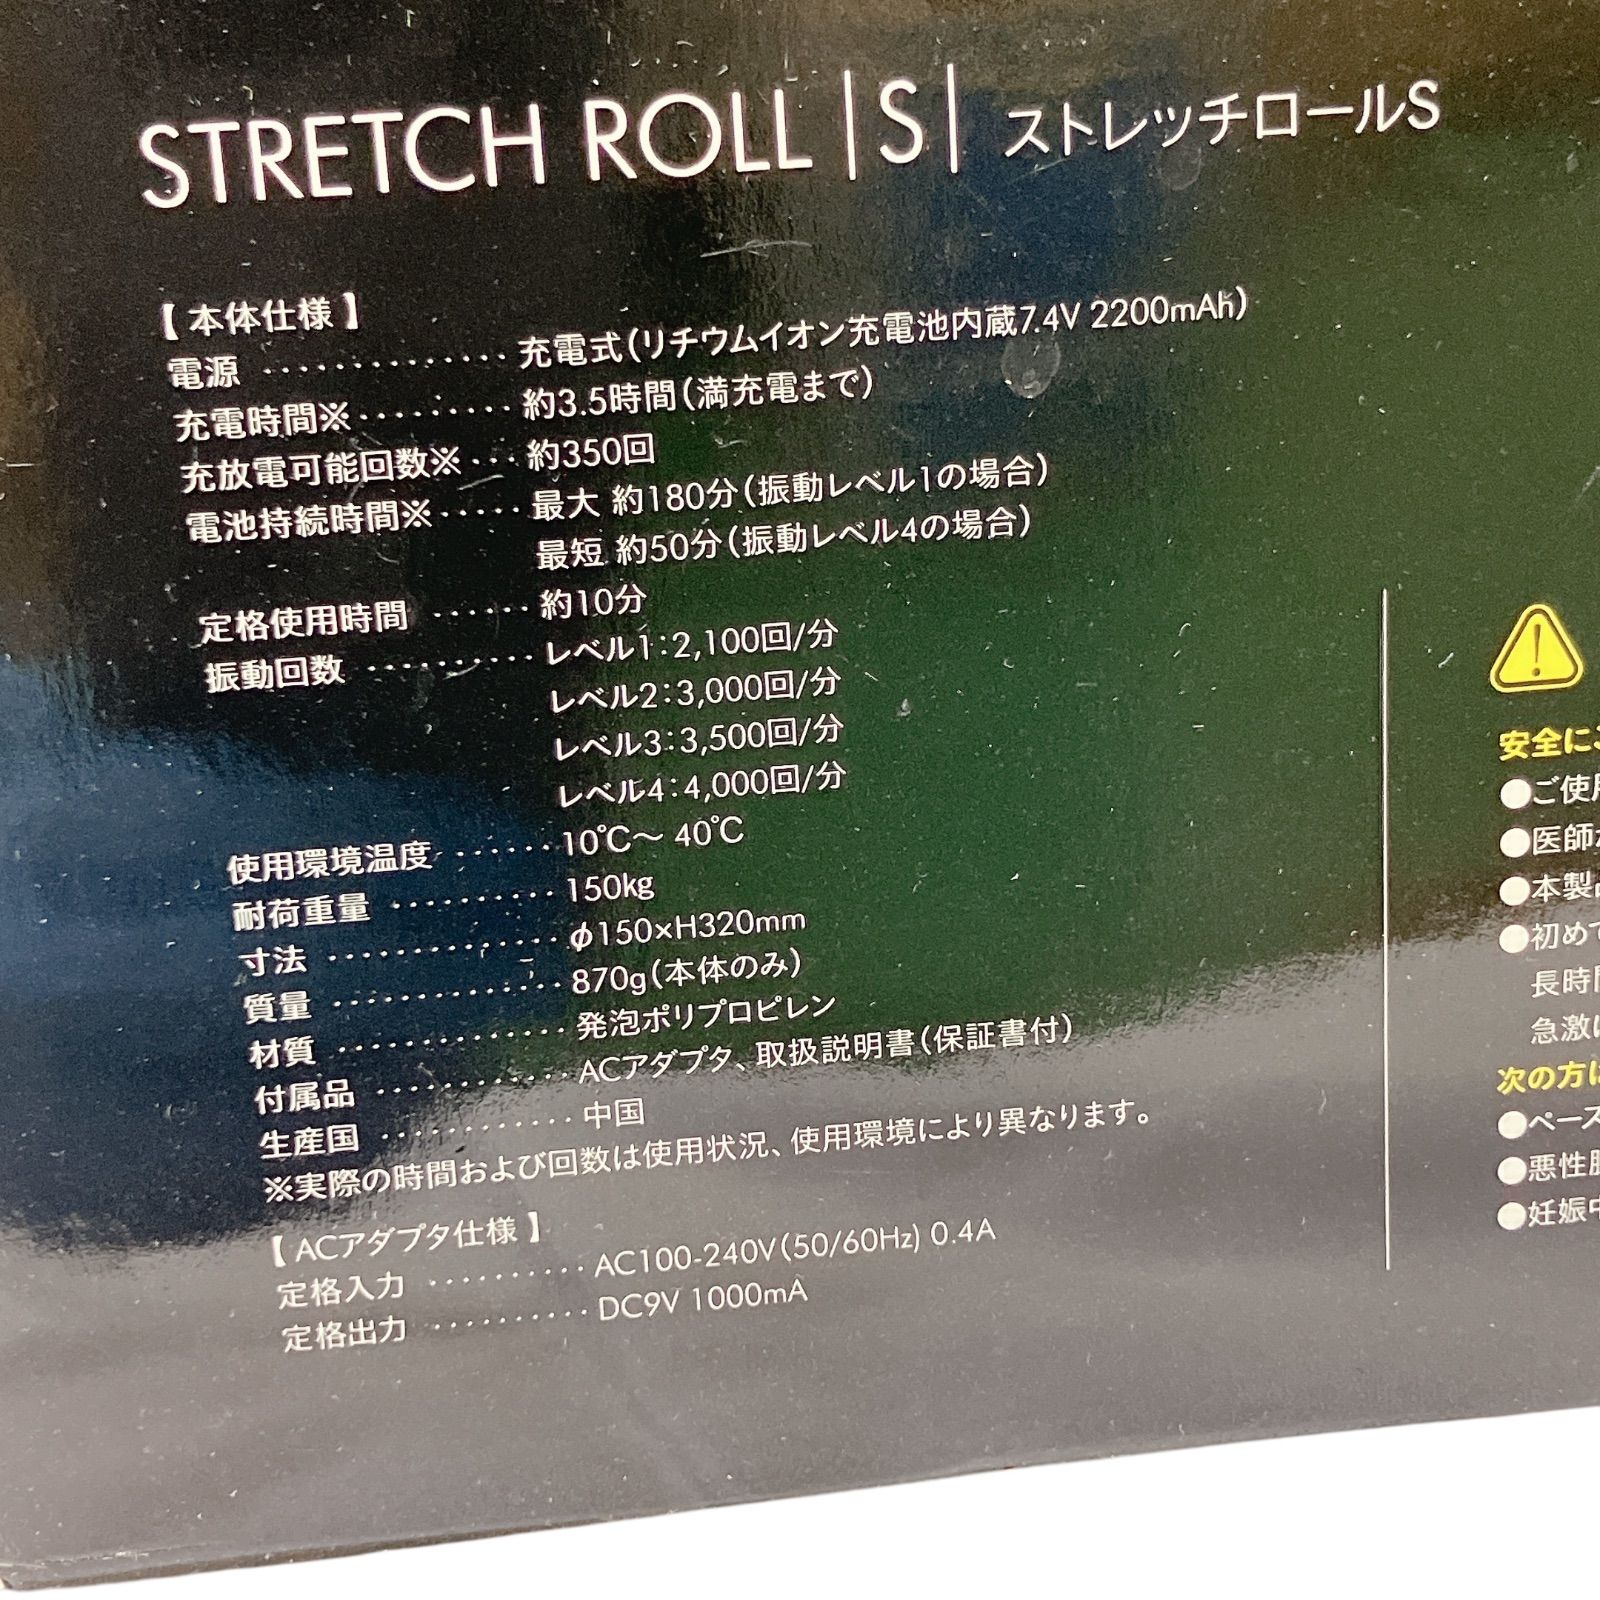 STRETCH ROLL |S| ストレッチロールS
【 本体仕様 】
電源 ············· 充電式(リチウムイオン充電池内蔵7.4V 2200mAh)
充電時間※ ········· 約3.5時間(満充電まで)
充放電可能回数※ ··· 約350回
電池持続時間※ ····· 最大 約180分(振動レベル1の場合)
最短 約50分(振動レベル4の場合)
定格使用時間 ······ 約10分
振動回数 ·········· レベル1:2,100回/分
レベル2:3,000回/分
レベル3:3,500回/分
レベル4:4,000回/分
使用環境温度 ······ 10℃～ 40℃
耐荷重量 ·········· 150kg
寸法 ·············· φ150×H320mm
質量 ·············· 870g(本体のみ)
材質 ·············· 発泡ポリプロピレン
付属品 ············ ACアダプタ、取扱説明書(保証書付)
生産国 ············ 中国
※実際の時間および回数は使用状況、使用環境により異なります。
【 ACアダプタ仕様 】
定格入力 ·········· AC100-240V(50/60Hz) 0.4A
定格出力 ·········· DC9V 1000mA
安全に
●ご使用
●医師
●本製品
●初めて
長時間
急激に
次の方に
●ペース
●悪性腫
●妊娠中